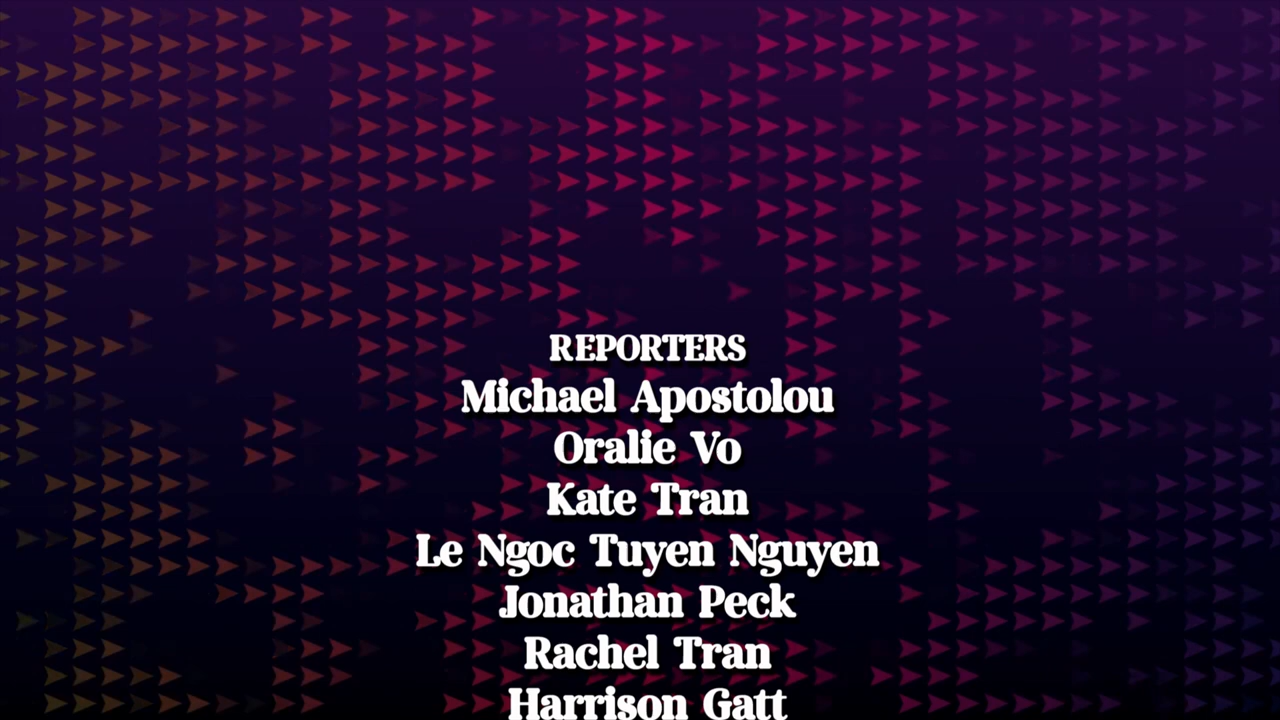 REPORTERS
Michael Apostolou
Oralie Vo
Kate Tran
Le Ngoc Tuyen Nguyen
Jonathan Peck
Rachel Tran
Harrison Gatt